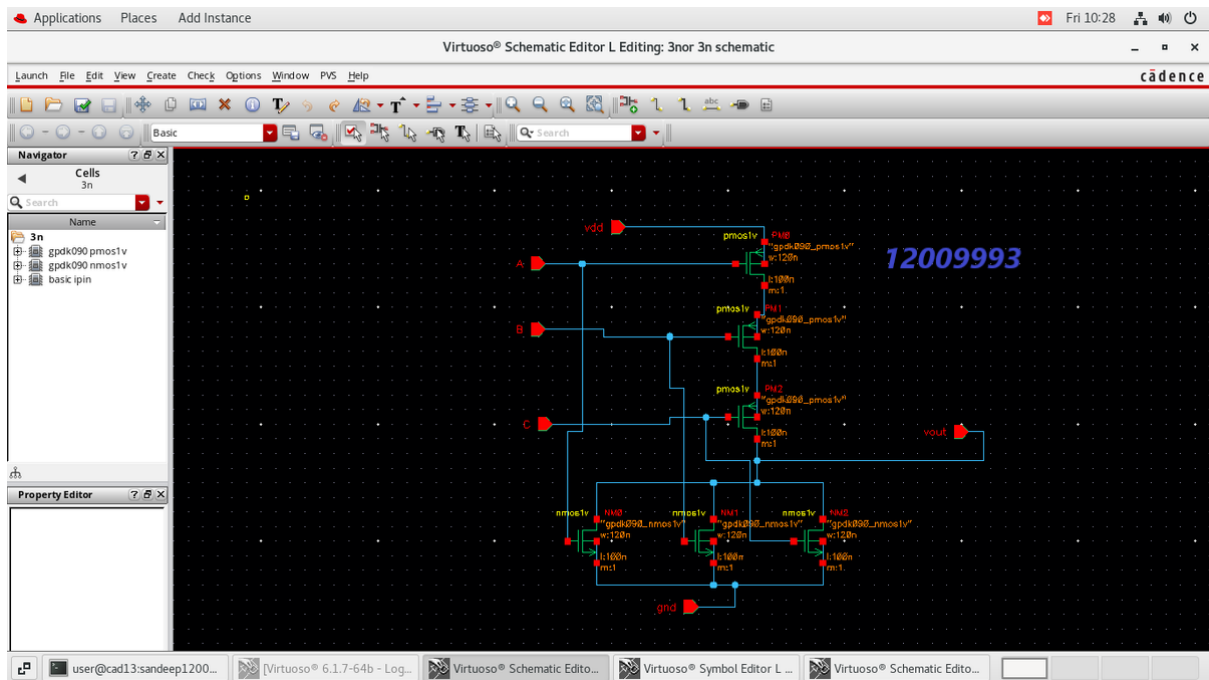 Applications Places Add Instance Fri 10:28
Virtuoso® Schematic Editor L Editing: 3nor 3n schematic
Launch File Edit View Create Check Options Window PVS Help cādence
abc
Basic Search
Navigator
Cells
3n
Search
Name
3n
gpdk090 pmos1v
gpdk090 nmos1v
basic ipin
Property Editor
vdd
pmos1v PM0
"gpdk090_pmos1v"
w:120n
l:100n
m:1
A
12009993
pmos1v PM1
"gpdk090_pmos1v"
w:120n
l:100n
m:1
B
pmos1v PM2
"gpdk090_pmos1v"
w:120n
l:100n
m:1
C
vout
nmos1v NM0 nmos1v NM1 nmos1v NM2
"gpdk090_nmos1v" "gpdk090_nmos1v" "gpdk090_nmos1v"
w:120n w:120n w:120n
l:100n l:100n l:100n
m:1 m:1 m:1
gnd
user@cad13:sandeep1200... [Virtuoso® 6.1.7-64b - Log... Virtuoso® Schematic Edito... Virtuoso® Symbol Editor L ... Virtuoso® Schematic Edito...